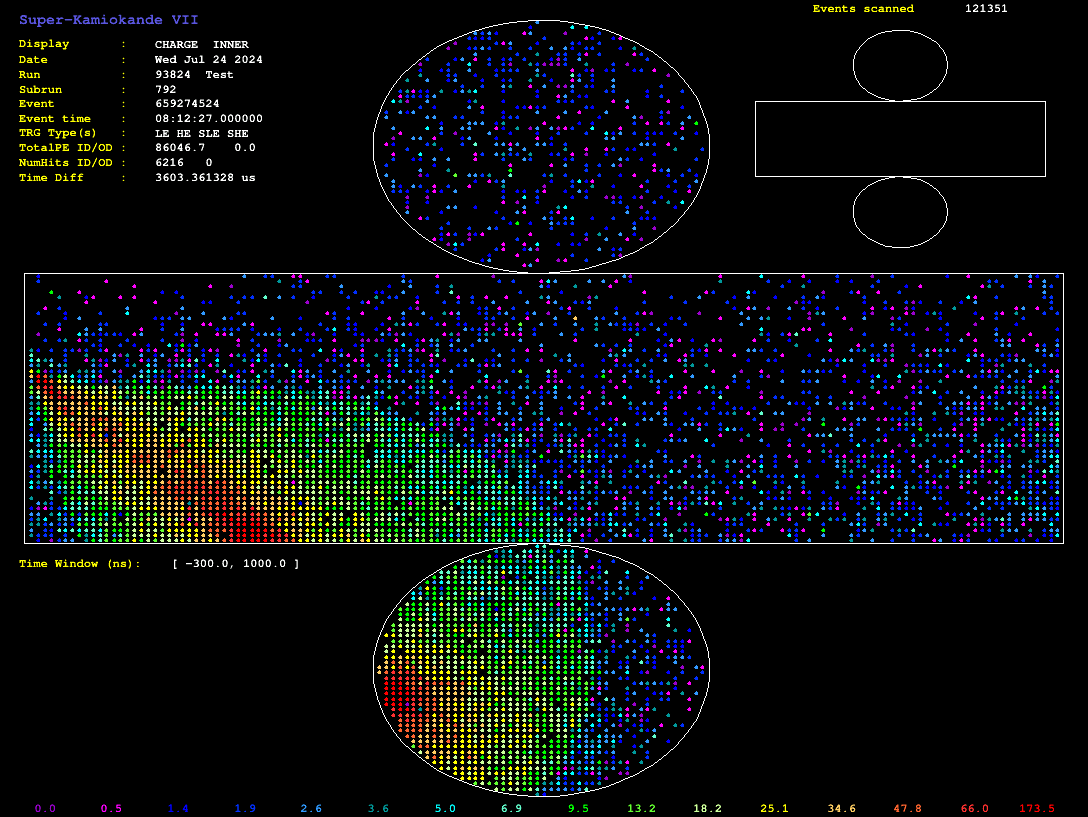 Super-Kamiokande VII
Events scanned 121351
Display : CHARGE INNER
Date : Wed Jul 24 2024
Run : 93824 Test
Subrun : 792
Event : 659274524
Event time : 08:12:27.000000
TRG Type(s) : LE HE SLE SHE
TotalPE ID/OD : 86046.7 0.0
NumHits ID/OD : 6216 0
Time Diff : 3603.361328 us
Time Window (ns): [ -300.0, 1000.0 ]
0.0 0.5 1.4 1.9 2.6 3.6 5.0 6.9 9.5 13.2 18.2 25.1 34.6 47.8 66.0 173.5